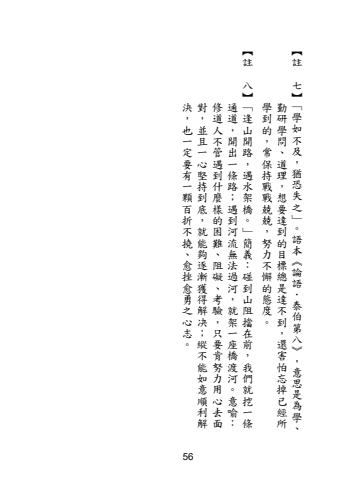 【註　七】「學如不及，猶恐失之」。語本《論語．泰伯第八》，意思是為學、
勤研學問、道理，想要達到的目標總是達不到，還害怕忘掉已經所
學到的，常保持戰戰兢兢，努力不懈的態度。
【註　八】「逢山開路，遇水架橋。」簡義：碰到山阻擋在前，我們就挖一條
通道，開出一條路；遇到河流無法過河，就架一座橋渡河。意喻：
修道人不管遇到什麼樣的困難、阻礙、考驗，只要肯努力用心去面
對，並且一心堅持到底，就能夠逐漸獲得解決；縱不能如意順利解
決，也一定要有一顆百折不撓、愈挫愈勇之心志。
56